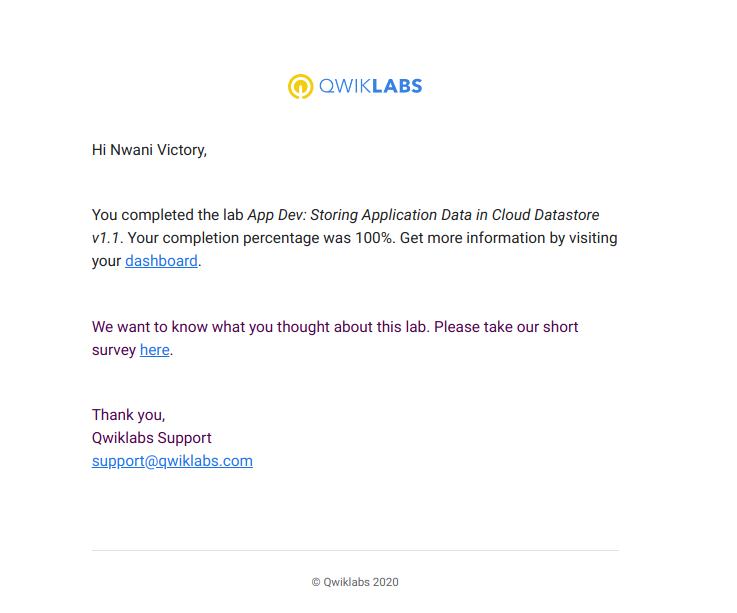 QWIKLABS
Hi Nwani Victory,
You completed the lab App Dev: Storing Application Data in Cloud Datastore
v1.1. Your completion percentage was 100%. Get more information by visiting
your dashboard.
We want to know what you thought about this lab. Please take our short
survey here.
Thank you,
Qwiklabs Support
support@qwiklabs.com
© Qwiklabs 2020